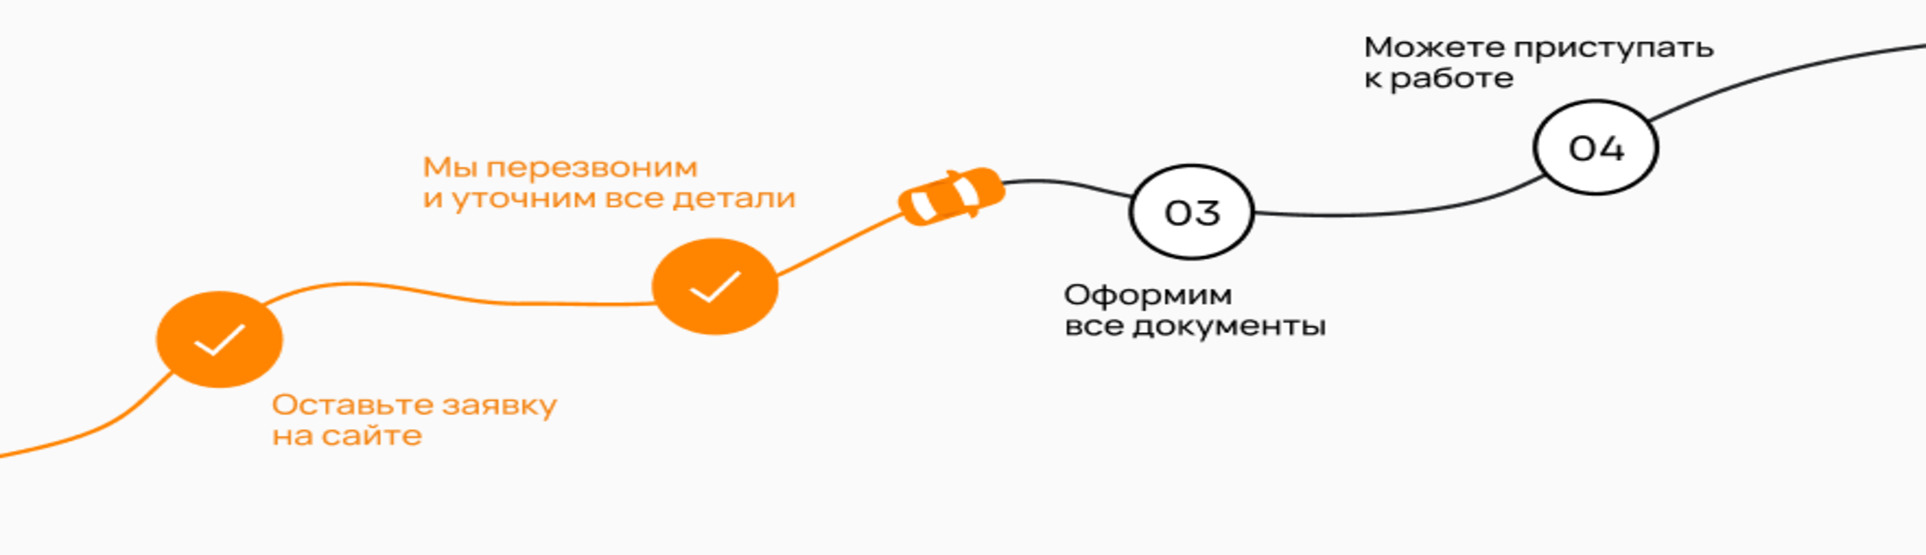 Оставьте заявку
на сайте
Мы перезвоним
и уточним все детали
03
Оформим
все документы
Можете приступать
к работе
04